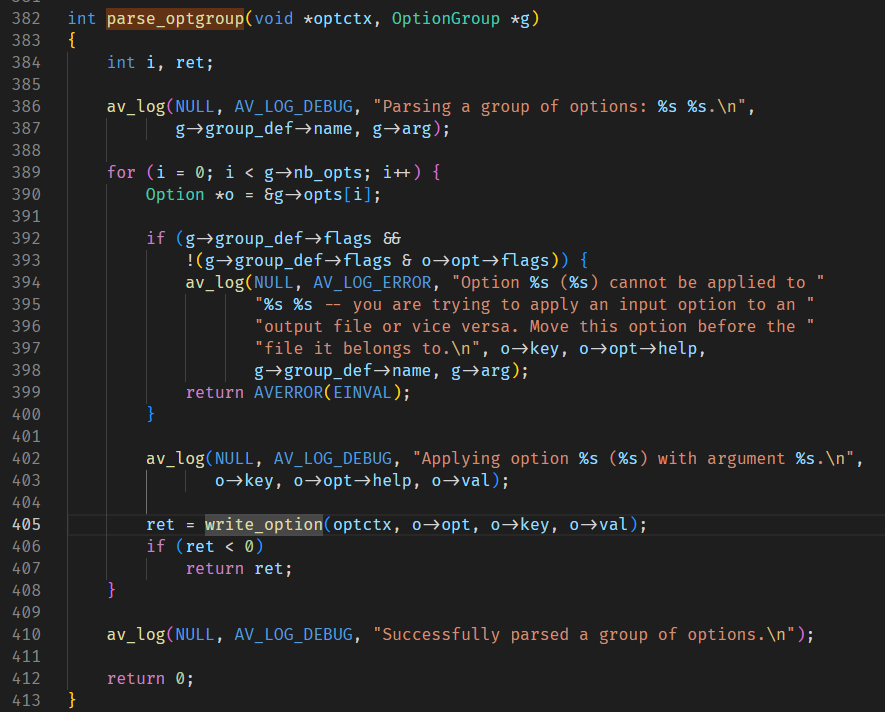 382 int parse_optgroup(void *optctx, OptionGroup *g)
383 {
384     int i, ret;
385
386     av_log(NULL, AV_LOG_DEBUG, "Parsing a group of options: %s %s.\n",
387            g->group_def->name, g->arg);
388
389     for (i = 0; i < g->nb_opts; i++) {
390         Option *o = &g->opts[i];
391
392         if (g->group_def->flags &&
393             !(g->group_def->flags & o->opt->flags)) {
394             av_log(NULL, AV_LOG_ERROR, "Option %s (%s) cannot be applied to "
395                    "%s %s -- you are trying to apply an input option to an "
396                    "output file or vice versa. Move this option before the "
397                    "file it belongs to.\n", o->key, o->opt->help,
398                    g->group_def->name, g->arg);
399             return AVERROR(EINVAL);
400         }
401
402         av_log(NULL, AV_LOG_DEBUG, "Applying option %s (%s) with argument %s.\n",
403                o->key, o->opt->help, o->val);
404
405         ret = write_option(optctx, o->opt, o->key, o->val);
406         if (ret < 0)
407             return ret;
408     }
409
410     av_log(NULL, AV_LOG_DEBUG, "Successfully parsed a group of options.\n");
411
412     return 0;
413 }